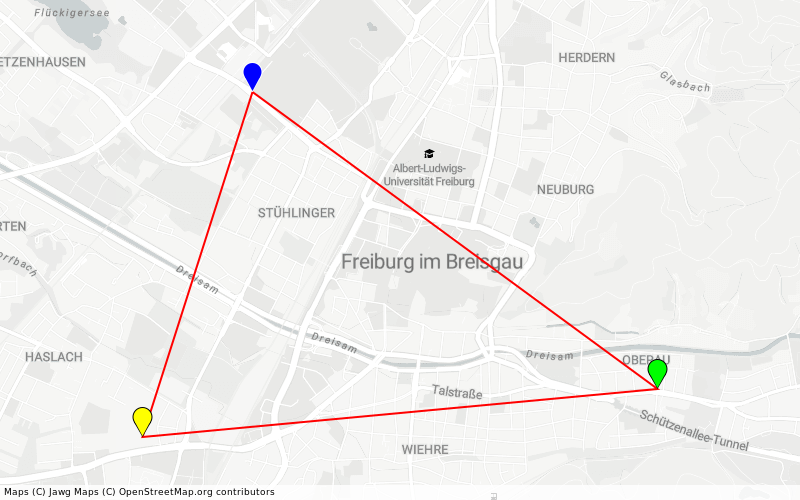 Flückigersee
ETZENHAUSEN
HERDERN
Glasbach
Albert-Ludwigs-
Universität Freiburg
NEUBURG
STÜHLINGER
RTEN
orfbach
Freiburg im Breisgau
Dreisam
Dreisam
Dreisam
HASLACH
OBERAU
Talstraße
Schützenallee-Tunnel
WIEHRE
Maps (C) Jawg Maps (C) OpenStreetMap.org contributors